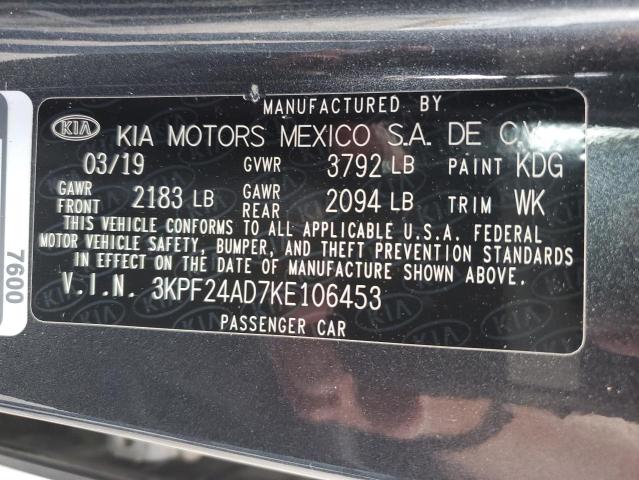 MANUFACTURED BY
KIA KIA MOTORS MEXICO S.A. DE C.V.
03/19 GVWR 3792 LB PAINT KDG
GAWR FRONT 2183 LB GAWR REAR 2094 LB TRIM WK
THIS VEHICLE CONFORMS TO ALL APPLICABLE U.S.A. FEDERAL
MOTOR VEHICLE SAFETY, BUMPER, AND THEFT PREVENTION STANDARDS
IN EFFECT ON THE DATE OF MANUFACTURE SHOWN ABOVE.
V.I.N. 3KPF24AD7KE106453
PASSENGER CAR
7600